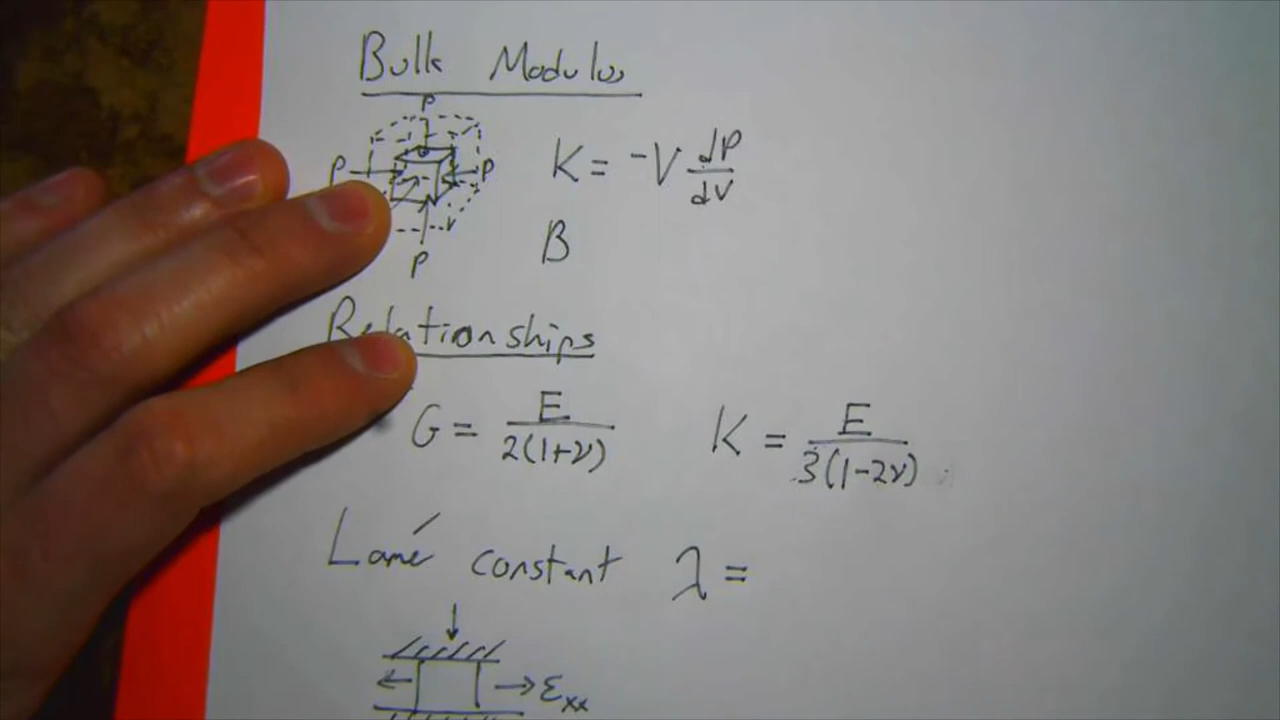 Bulk Modulus
P
P P
P
K = -V dP/dV
B
Relationships
G = E/2(1+ν) K = E/3(1-2ν)
Lamé constant λ =
εxx